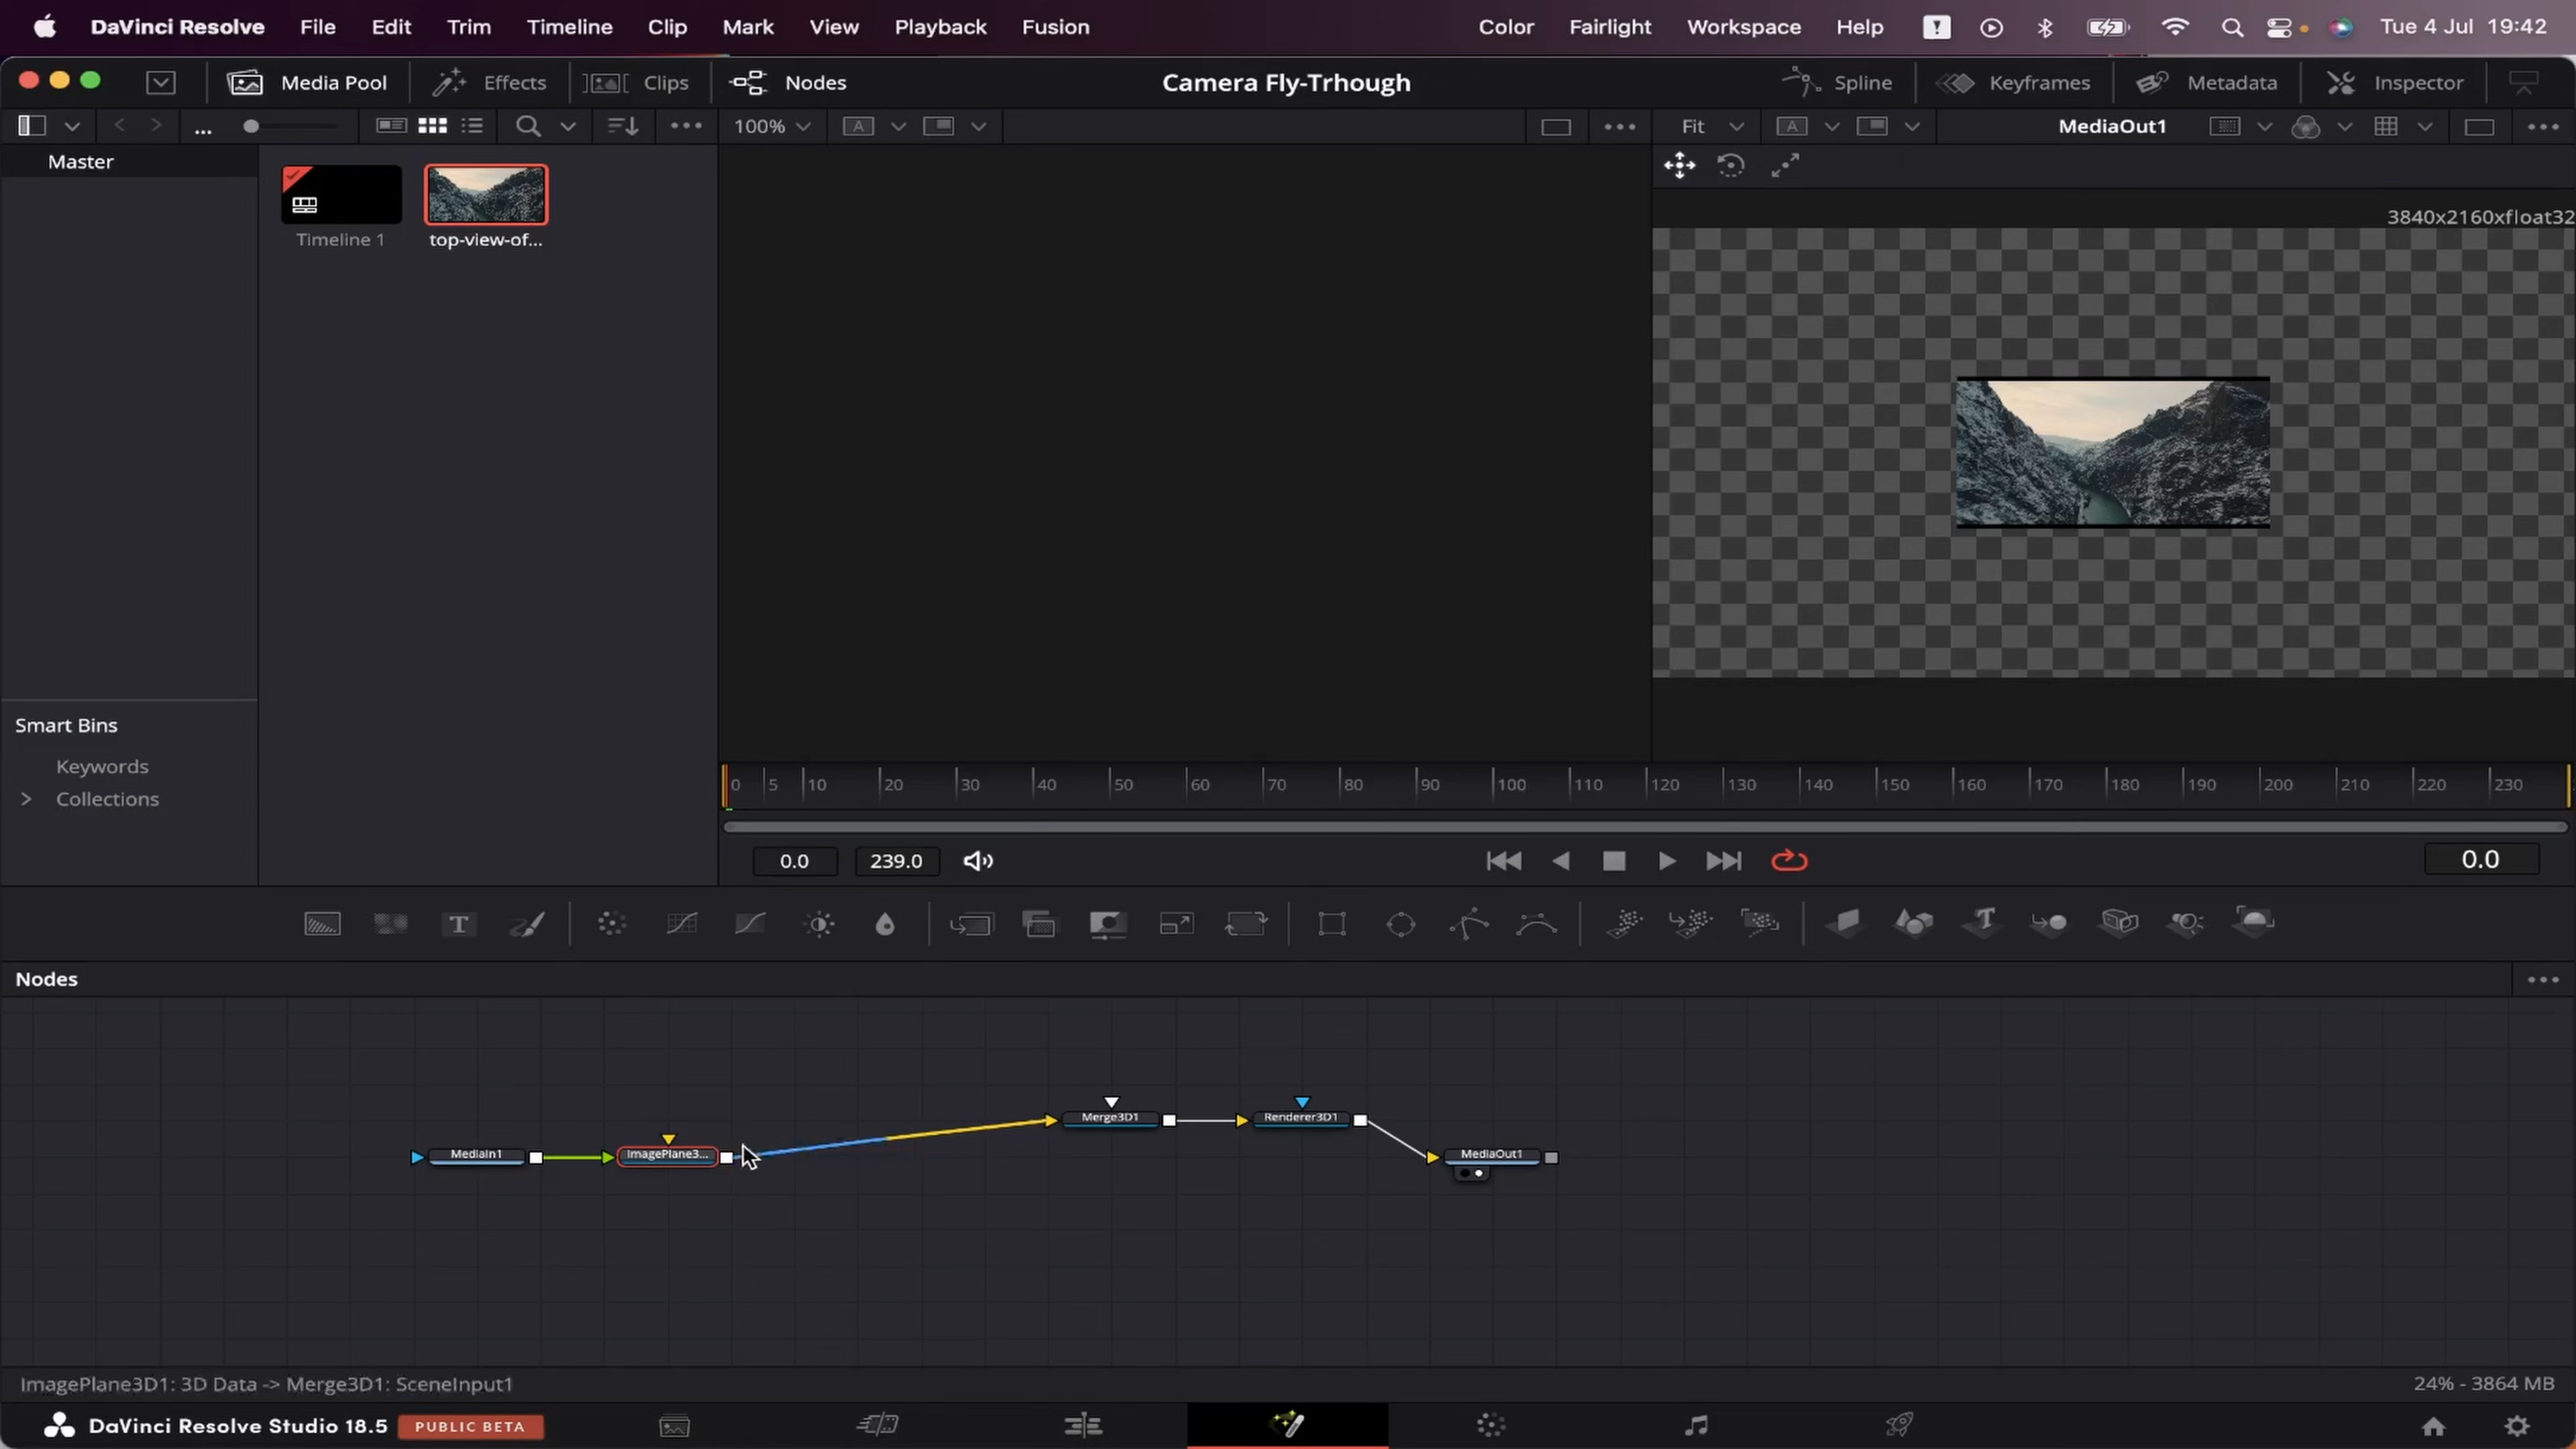 DaVinci Resolve File Edit Trim Timeline Clip Mark View Playback Fusion Color Fairlight Workspace Help Tue 4 Jul 19:42
Media Pool Effects Clips Nodes Camera Fly-Trhough Spline Keyframes Metadata Inspector
... 100% A Fit A MediaOut1
Master
3840x2160xfloat32
Timeline 1 top-view-of...
Smart Bins
Keywords
Collections
0 5 10 20 30 40 50 60 70 80 90 100 110 120 130 140 150 160 170 180 190 200 210 220 230
0.0 239.0 0.0
T T
Nodes
Merge3D1 Renderer3D1
MediaIn1 ImagePlane3... MediaOut1
ImagePlane3D1: 3D Data -> Merge3D1: SceneInput1 24% - 3864 MB
DaVinci Resolve Studio 18.5 PUBLIC BETA